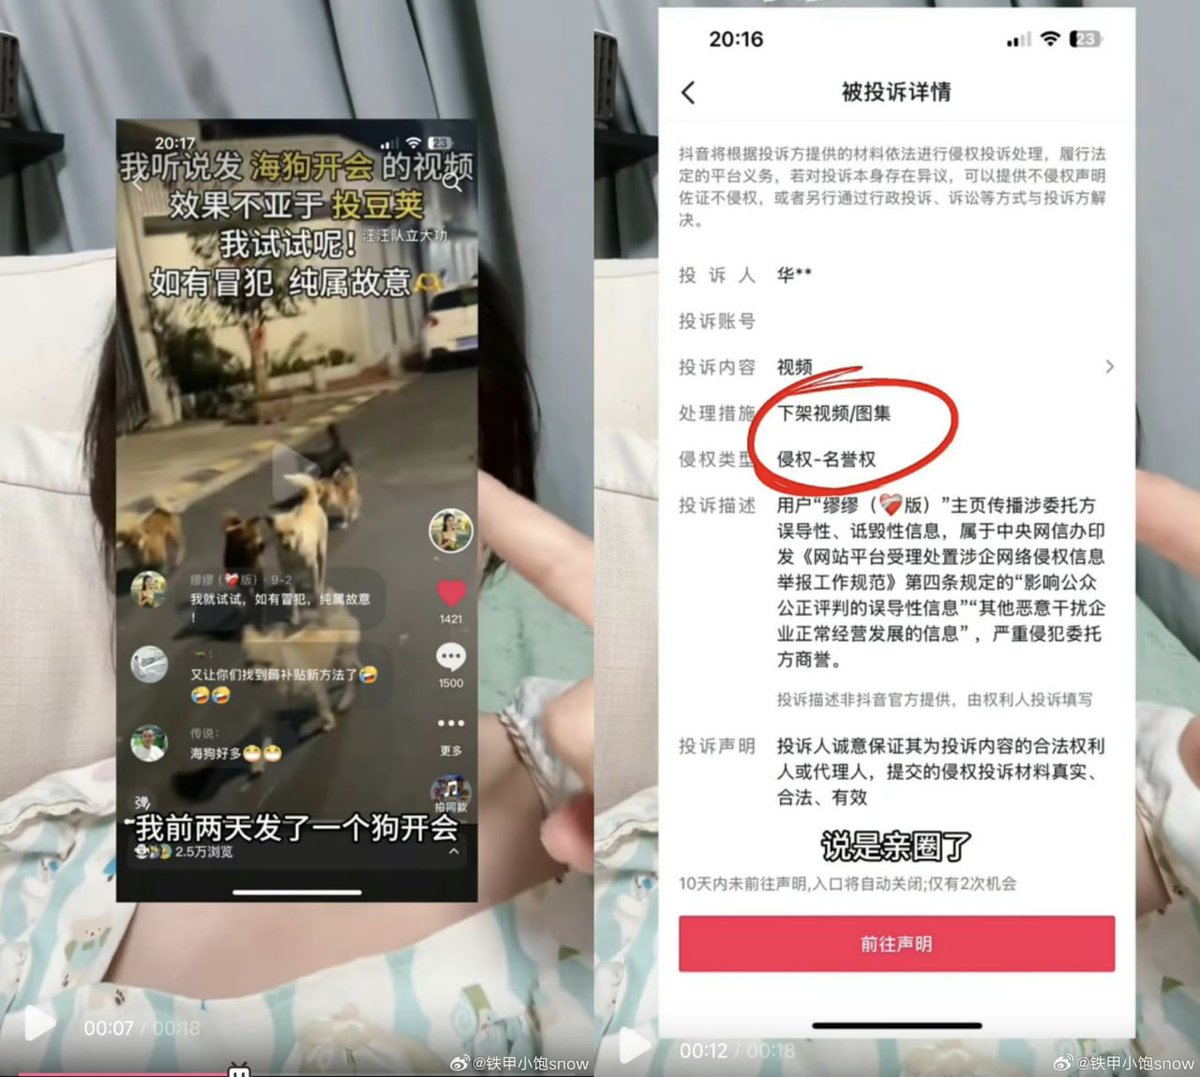 20:17
23
我听说发 海狗开会 的视频
效果不亚于 投豆荚
我试试呢！
汪汪队立大功
如有冒犯 纯属故意
缪缪（❤️‍🩹版）· 9-2
我就试试，如有冒犯，纯属故意
！
1421
又让你们找到薅补贴新方法了🤣
🤣🤣
1500
传说：
海狗好多😁😁
更多
拍同款
弹
我前两天发了一个狗开会
2.5万浏览
00:07 / 00:18
@铁甲小饱snow
20:16
23
被投诉详情
抖音将根据投诉方提供的材料依法进行侵权投诉处理，履行法
定的平台义务，若对投诉本身存在异议，可以提供不侵权声明
佐证不侵权，或者另行通过行政投诉、诉讼等方式与投诉方解
决。
投诉人 华**
投诉账号
投诉内容 视频
处理措施 下架视频/图集
侵权类型 侵权-名誉权
投诉描述 用户“缪缪（❤️‍🩹版）”主页传播涉委托方
误导性、诋毁性信息，属于中央网信办印
发《网站平台受理处置涉企网络侵权信息
举报工作规范》第四条规定的“影响公众
公正评判的误导性信息”“其他恶意干扰企
业正常经营发展的信息”，严重侵犯委托
方商誉。
投诉描述非抖音官方提供，由权利人投诉填写
投诉声明 投诉人诚意保证其为投诉内容的合法权利
人或代理人，提交的侵权投诉材料真实、
合法、有效
说是亲圈了
10天内未前往声明,入口将自动关闭;仅有2次机会
前往声明
00:12 / 00:18
@铁甲小饱snow